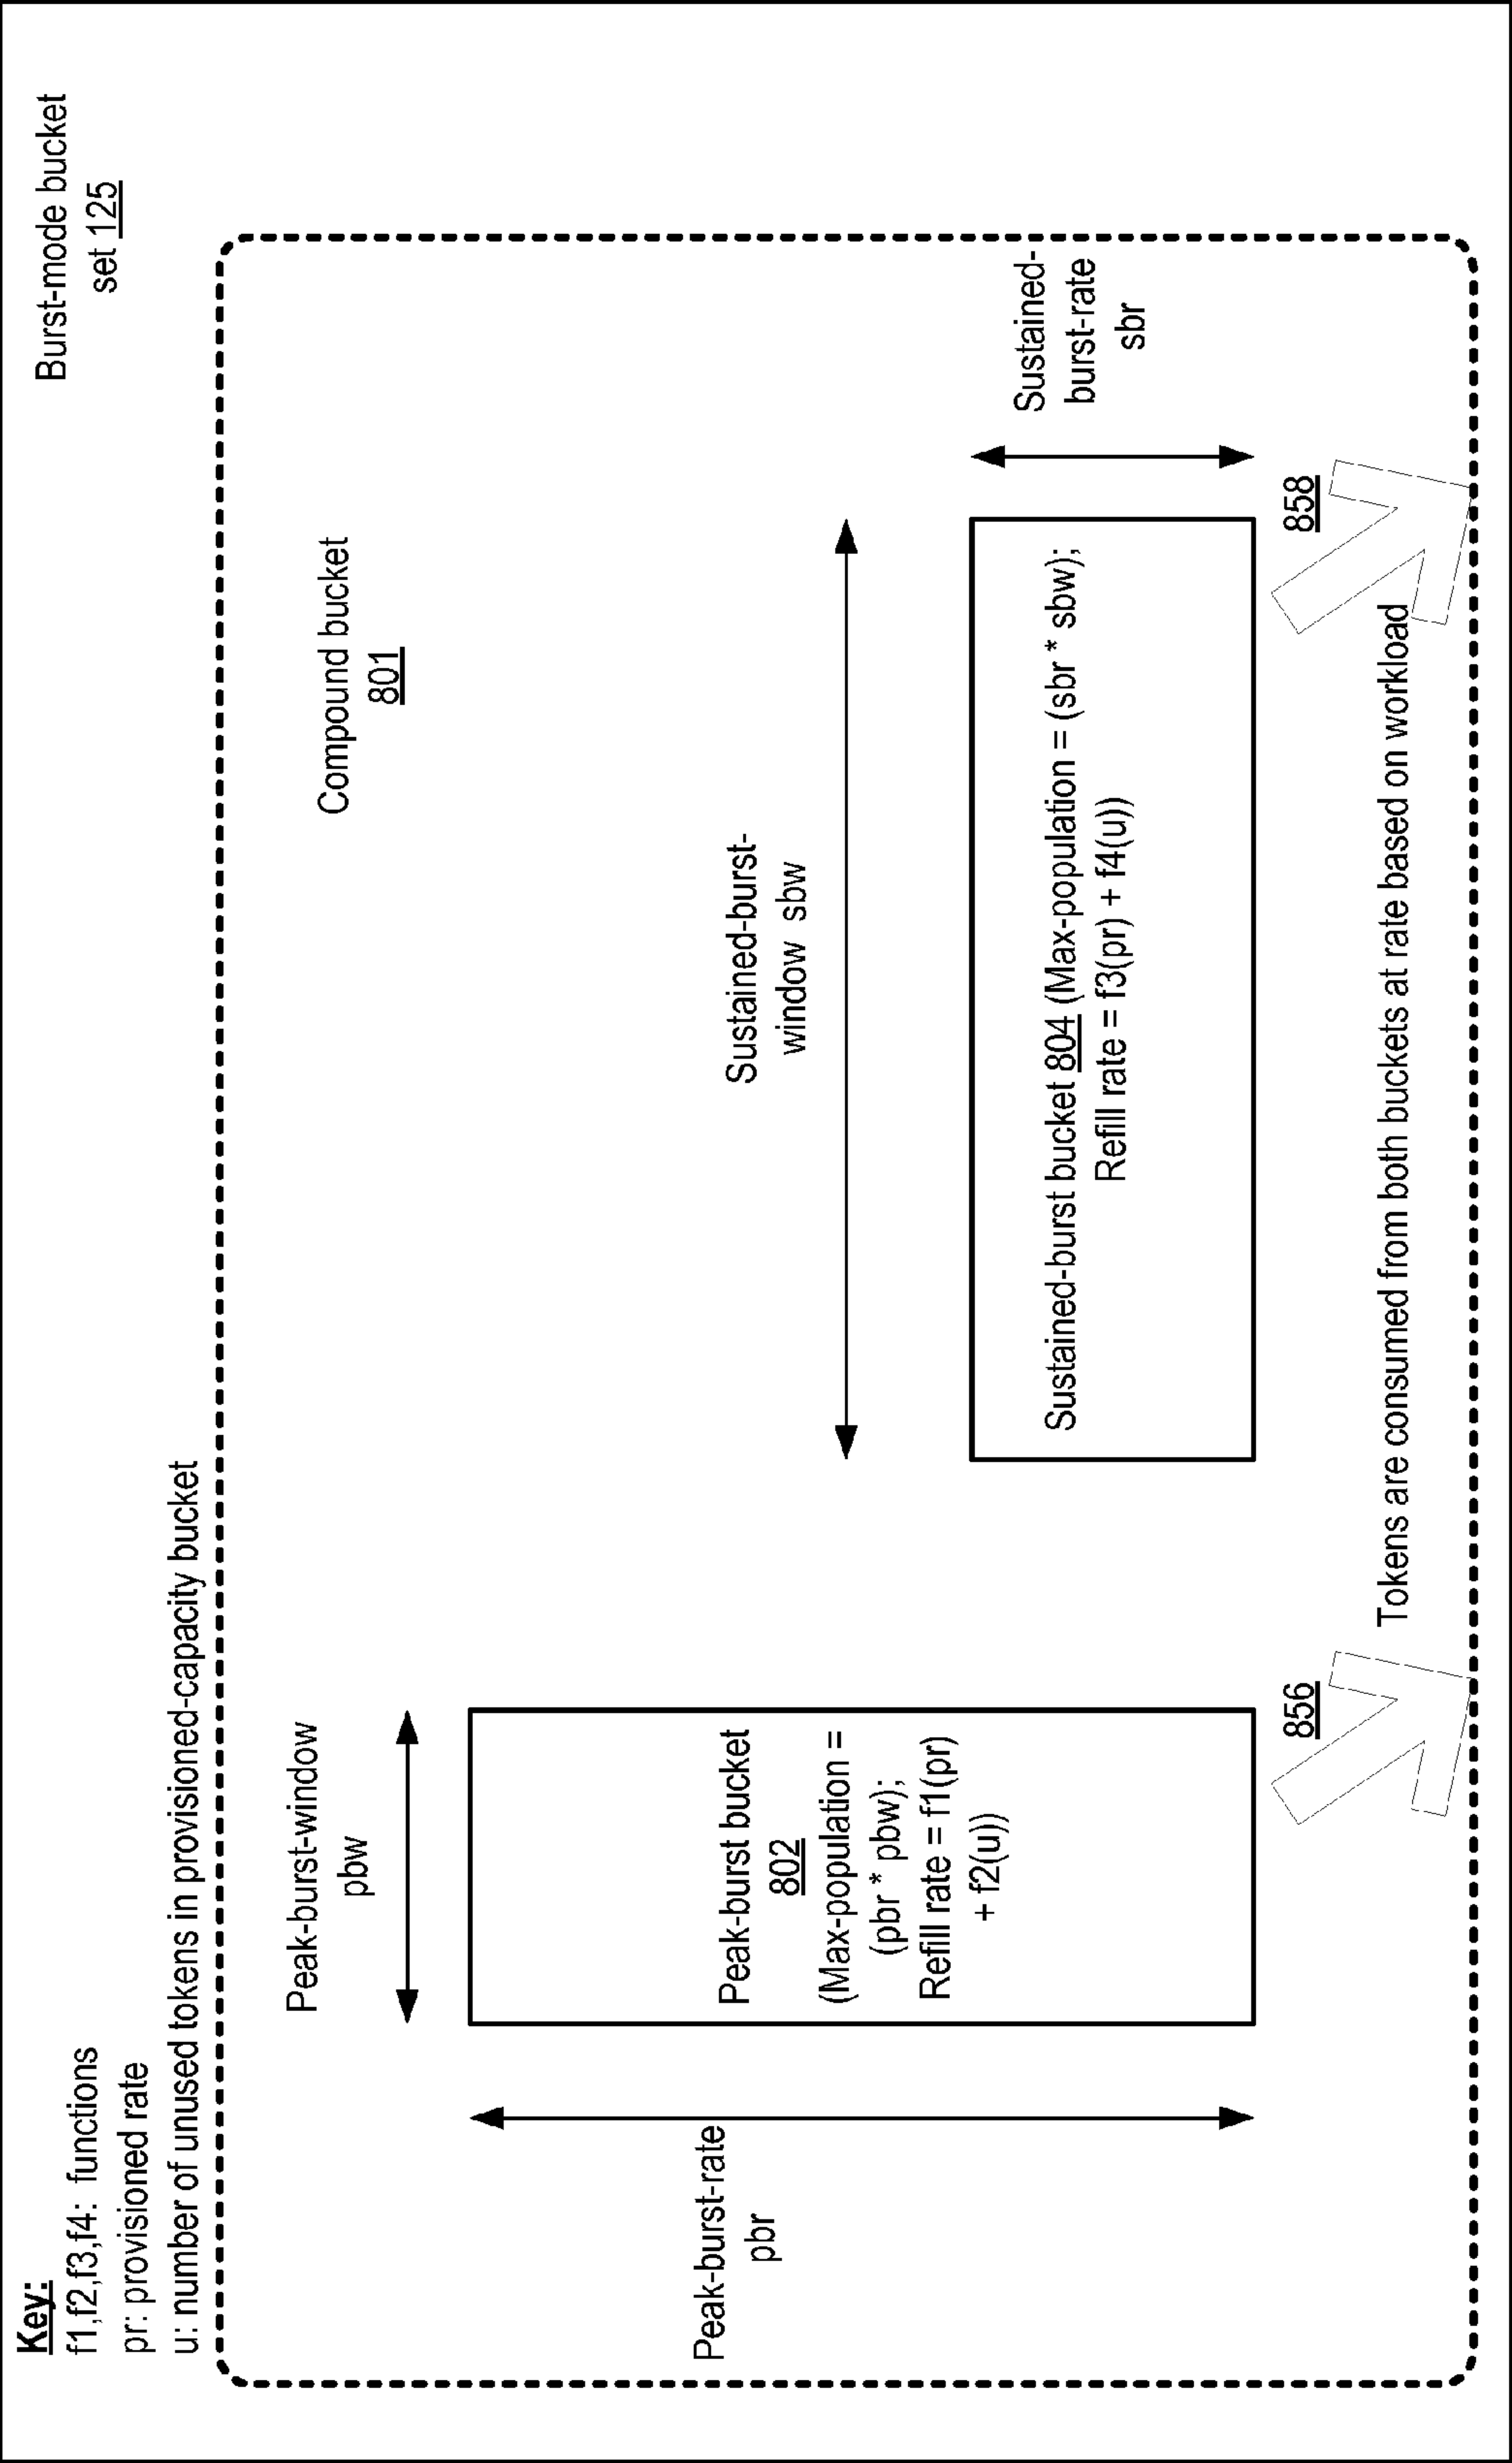 Key:
f1,f2,f3,f4: functions
pr: provisioned rate
u: number of unused tokens in provisioned-capacity bucket
Burst-mode bucket
set 125
Compound bucket
801
Peak-burst-window
pbw
Peak-burst-rate
pbr
Peak-burst bucket
802
(Max-population =
(pbr * pbw);
Refill rate = f1(pr)
+ f2(u))
Sustained-burst-
window sbw
Sustained-burst bucket 804 (Max-population = (sbr * sbw);
Refill rate = f3(pr) + f4(u))
Sustained-
burst-rate
sbr
856
858
Tokens are consumed from both buckets at rate based on workload